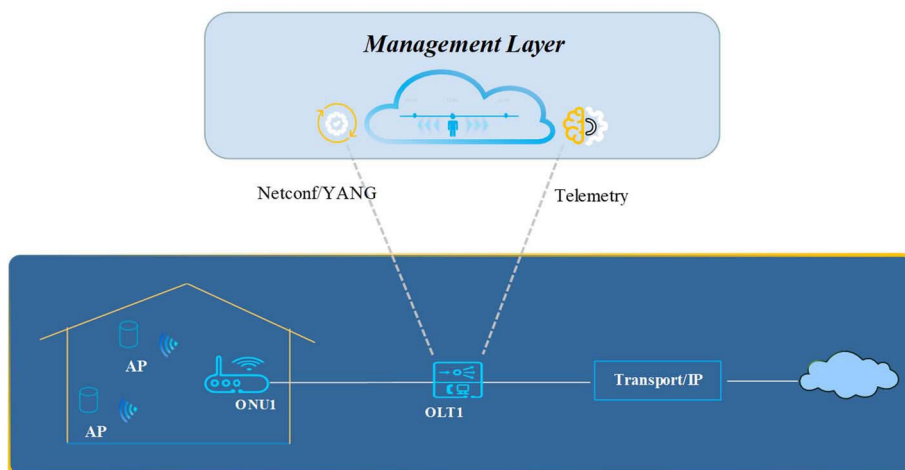 Management Layer
Netconf/YANG
Telemetry
AP
AP
ONU1
OLT1
Transport/IP